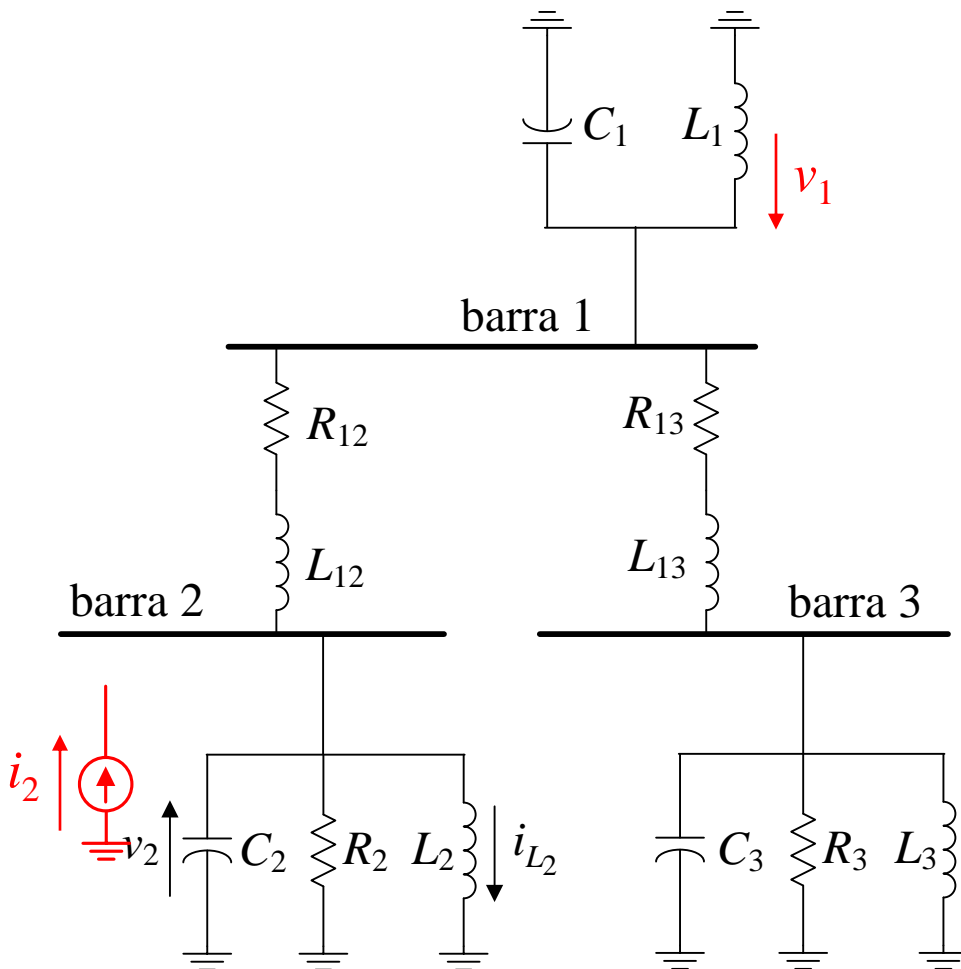 C₁ L₁
v₁
barra 1
R₁₂ R₁₃
L₁₂ L₁₃
barra 2 barra 3
i₂
v₂ C₂ R₂ L₂ i_L₂ C₃ R₃ L₃